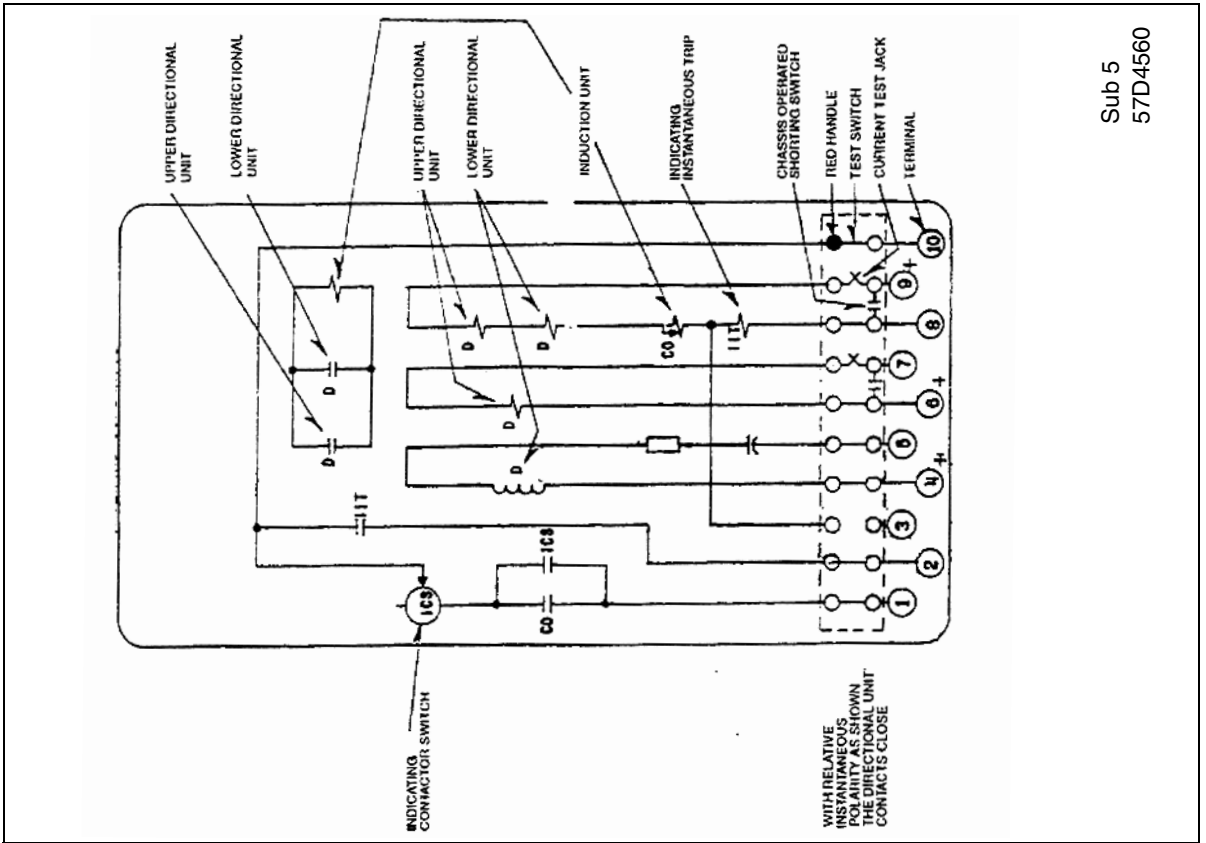 UPPER DIRECTIONAL
UNIT
LOWER DIRECTIONAL
UNIT
UPPER DIRECTIONAL
UNIT
LOWER DIRECTIONAL
UNIT
INDUCTION UNIT
INDICATING
INSTANTANEOUS TRIP
CHASSIS OPERATED
SHORTING SWITCH
RED HANDLE
TEST SWITCH
CURRENT TEST JACK
TERMINAL
D
D
D
D
CO
IIT
D
D
IIT
ICS
ICS
CO
10
9
+
8
7
6
+
5
4
+
3
2
1
INDICATING
CONTACTOR SWITCH
WITH RELATIVE
INSTANTANEOUS
POLARITY AS SHOWN
THE DIRECTIONAL UNIT
CONTACTS CLOSE
Sub 5
57D4560